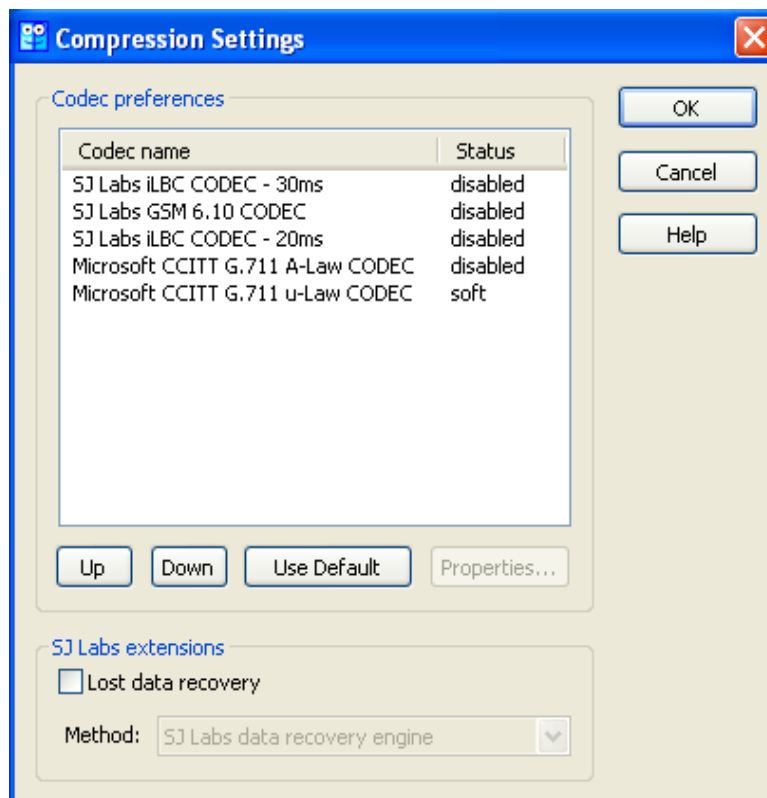 Compression Settings
Codec preferences
Codec name Status
SJ Labs iLBC CODEC - 30ms disabled
SJ Labs GSM 6.10 CODEC disabled
SJ Labs iLBC CODEC - 20ms disabled
Microsoft CCITT G.711 A-Law CODEC disabled
Microsoft CCITT G.711 u-Law CODEC soft
Up Down Use Default Properties...
OK
Cancel
Help
SJ Labs extensions
Lost data recovery
Method: SJ Labs data recovery engine